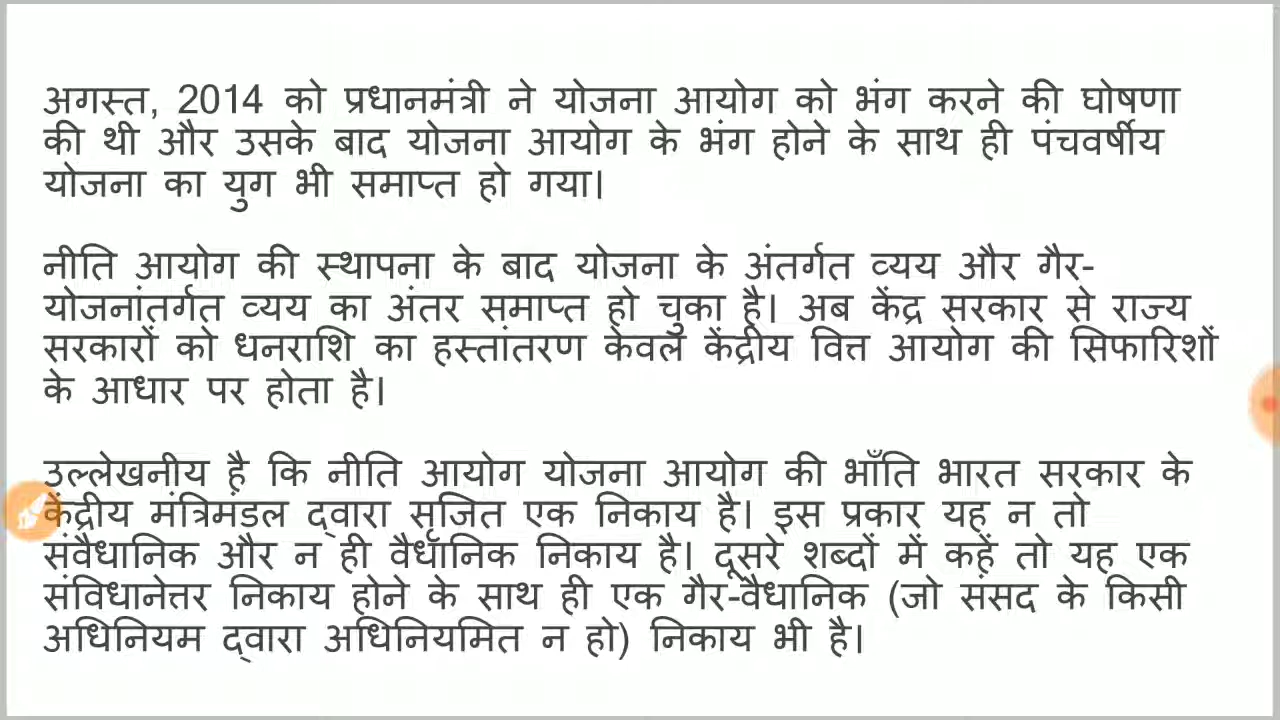 अगस्त, 2014 को प्रधानमंत्री ने योजना आयोग को भंग करने की घोषणा
की थी और उसके बाद योजना आयोग के भंग होने के साथ ही पंचवर्षीय
योजना का युग भी समाप्त हो गया।
नीति आयोग की स्थापना के बाद योजना के अंतर्गत व्यय और गैर-
योजनांतर्गत व्यय का अंतर समाप्त हो चुका है। अब केंद्र सरकार से राज्य
सरकारों को धनराशि का हस्तांतरण केवल केंद्रीय वित्त आयोग की सिफारिशों
के आधार पर होता है।
उल्लेखनीय है कि नीति आयोग योजना आयोग की भाँति भारत सरकार के
केंद्रीय मंत्रिमंडल द्वारा सृजित एक निकाय है। इस प्रकार यह न तो
संवैधानिक और न ही वैधानिक निकाय है। दूसरे शब्दों में कहें तो यह एक
संविधानेत्तर निकाय होने के साथ ही एक गैर-वैधानिक (जो संसद के किसी
अधिनियम द्वारा अधिनियमित न हो) निकाय भी है।